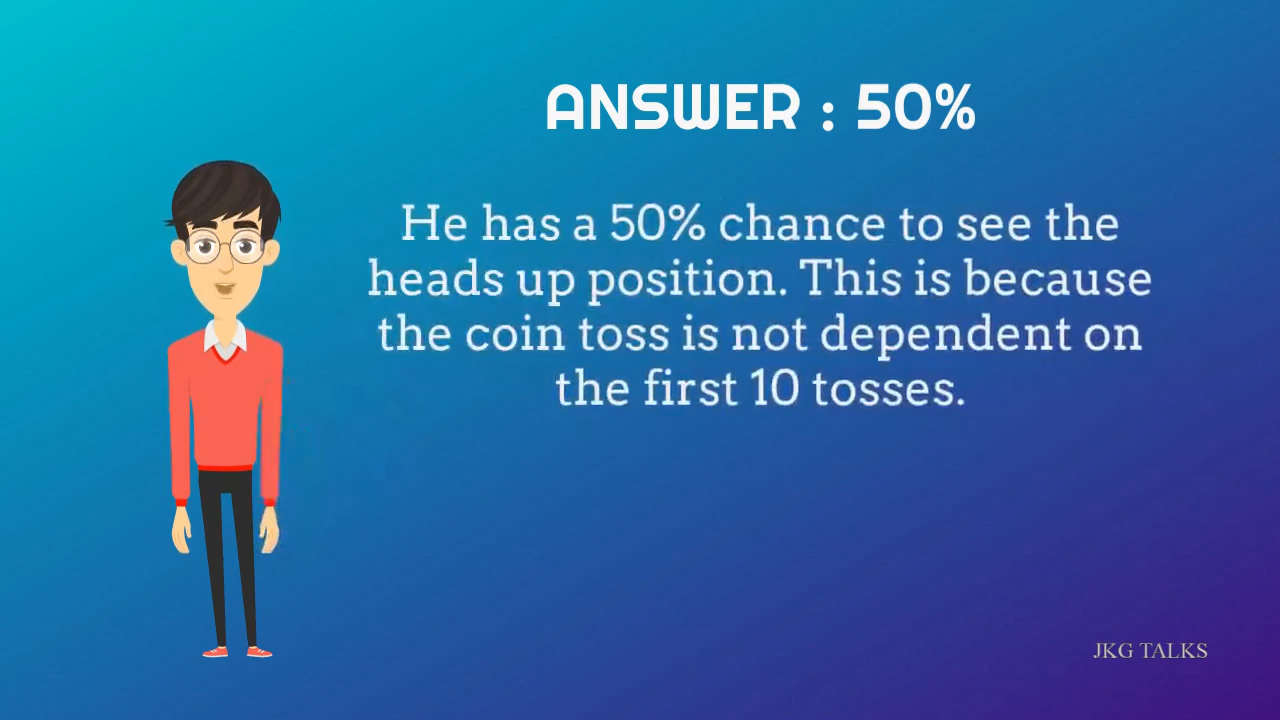 ANSWER : 50%
He has a 50% chance to see the
heads up position. This is because
the coin toss is not dependent on
the first 10 tosses.
JKG TALKS